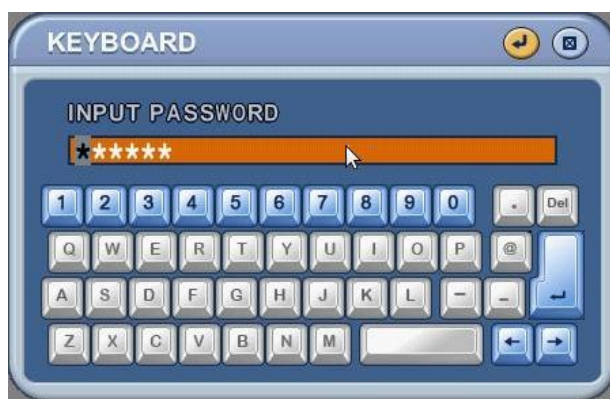 KEYBOARD
INPUT PASSWORD
******
1 2 3 4 5 6 7 8 9 0 . Del
Q W E R T Y U I O P @
A S D F G H J K L — _
Z X C V B N M